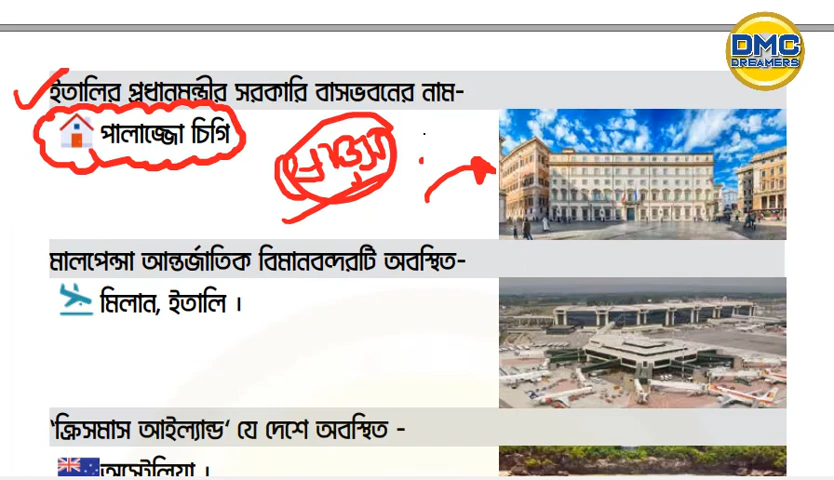 DMC
DREAMERS
ইতালির প্রধানমন্ত্রীর সরকারি বাসভবনের নাম-
পালাজ্জো চিগি
মালপেন্সা আন্তর্জাতিক বিমানবন্দরটি অবস্থিত-
মিলান, ইতালি ।
‘ক্রিসমাস আইল্যান্ড‘ যে দেশে অবস্থিত -
অস্ট্রেলিয়া ।